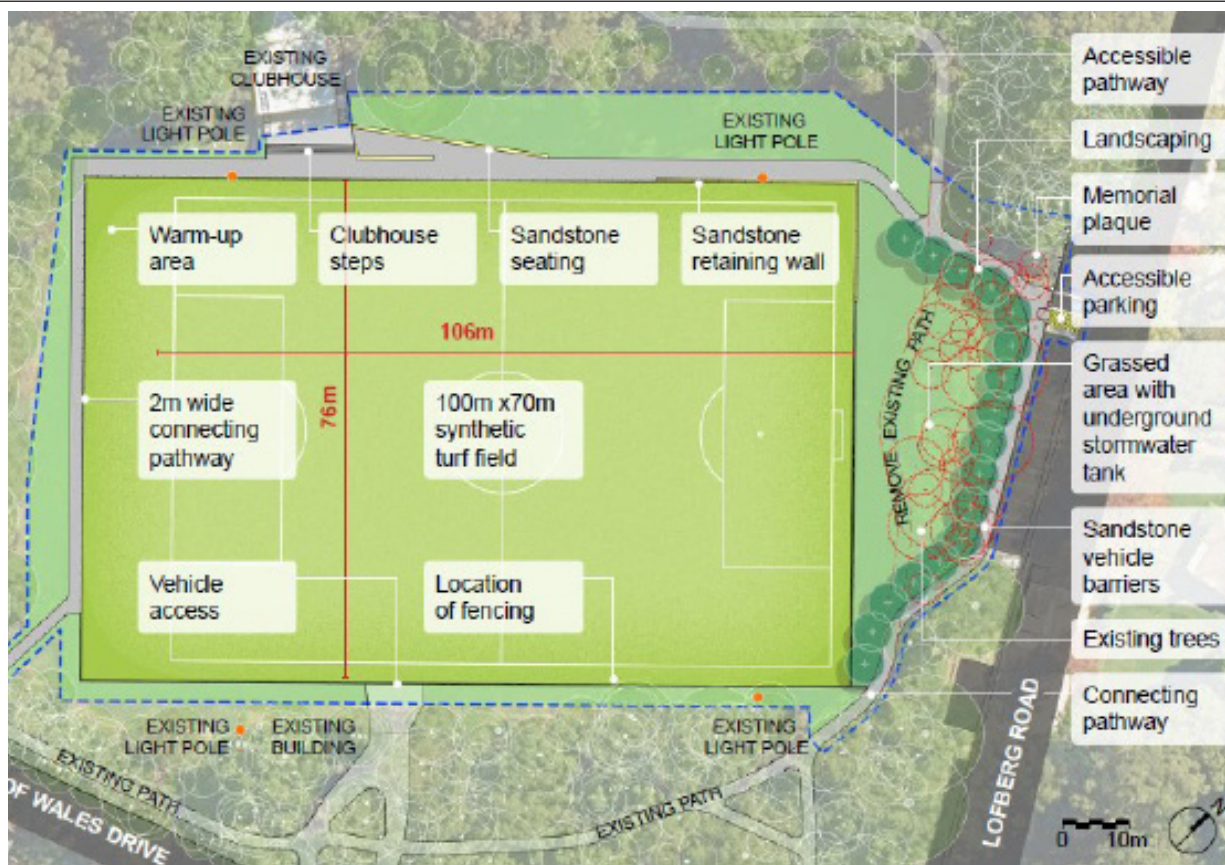 EXISTING
CLUBHOUSE
EXISTING
LIGHT POLE
EXISTING
LIGHT POLE
Accessible
pathway
Landscaping
Memorial
plaque
Accessible
parking
Grassed
area with
underground
stormwater
tank
Sandstone
vehicle
barriers
Existing trees
Connecting
pathway
Warm-up
area
Clubhouse
steps
Sandstone
seating
Sandstone
retaining wall
106m
76m
2m wide
connecting
pathway
100m x70m
synthetic
turf field
REMOVE EXISTING PATH
Vehicle
access
Location
of fencing
EXISTING
LIGHT POLE
EXISTING
BUILDING
EXISTING
LIGHT POLE
EXISTING PATH
EXISTING PATH
OF WALES DRIVE
LOFBERG ROAD
0 10m
N